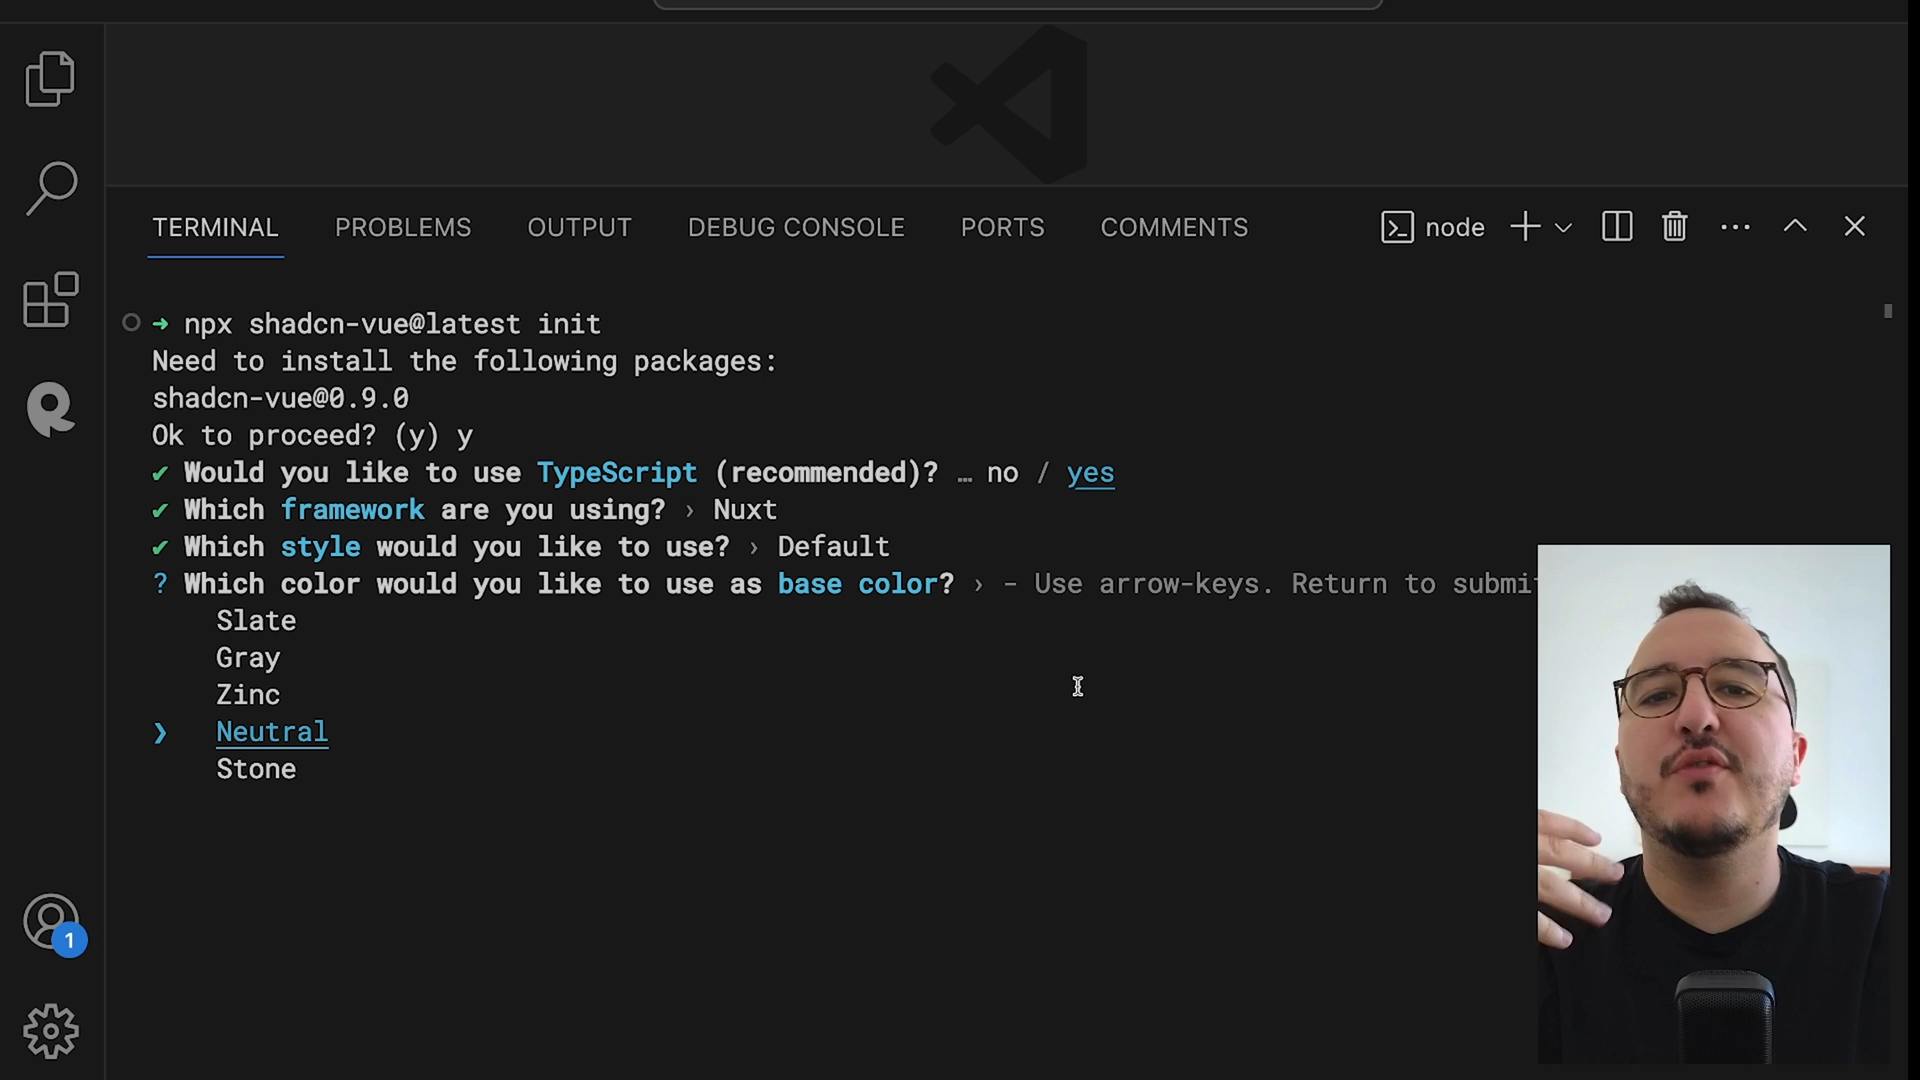 TERMINAL PROBLEMS OUTPUT DEBUG CONSOLE PORTS COMMENTS node
➜ npx shadcn-vue@latest init
Need to install the following packages:
shadcn-vue@0.9.0
Ok to proceed? (y) y
✔ Would you like to use TypeScript (recommended)? … no / yes
✔ Which framework are you using? › Nuxt
✔ Which style would you like to use? › Default
? Which color would you like to use as base color? › - Use arrow-keys. Return to submi
Slate
Gray
Zinc
❯ Neutral
Stone
1